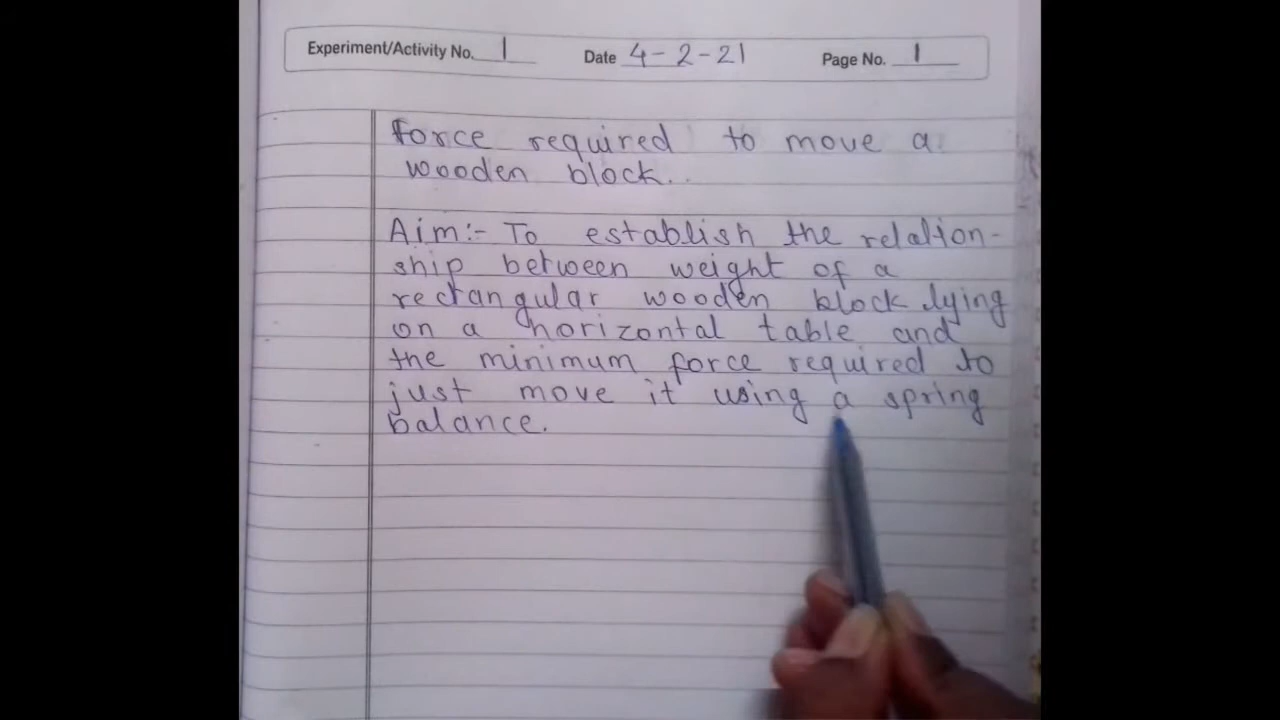 Experiment/Activity No. 1 Date 4-2-21 Page No. 1
force required to move a
wooden block..
Aim:- To establish the relation-
ship between weight of a
rectangular wooden block lying
on a horizontal table and
the minimum force required to
just move it using a spring
balance.